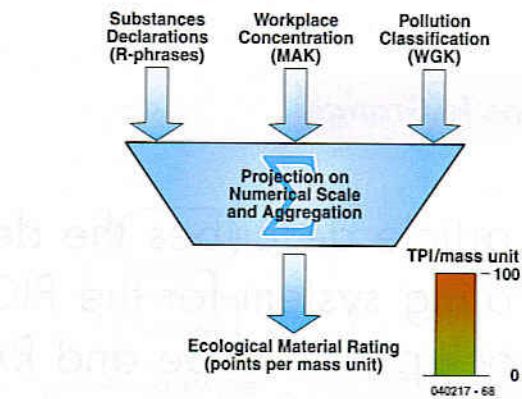 Substances
Declarations
(R-phrases)
Workplace
Concentration
(MAK)
Pollution
Classification
(WGK)
Σ
Projection on
Numerical Scale
and Aggregation
TPI/mass unit
100
0
Ecological Material Rating
(points per mass unit)
040217 - 68